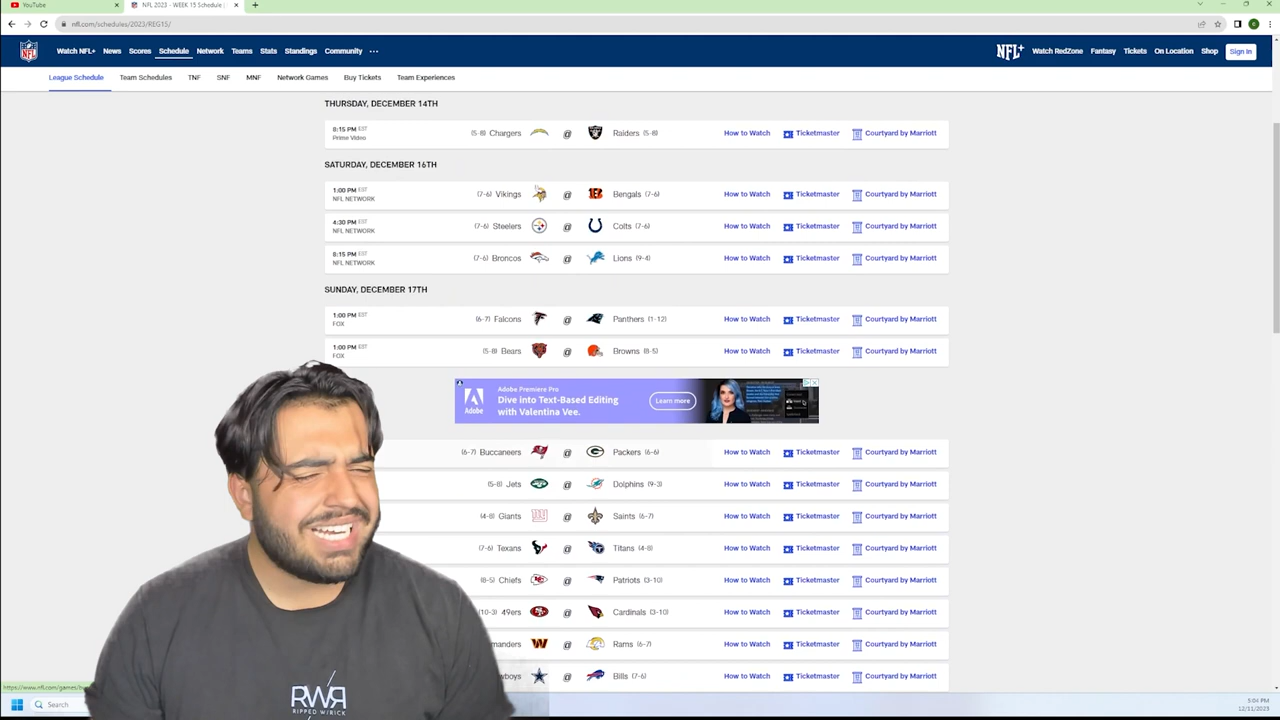 YouTube
NFL 2023 - WEEK 15 Schedule |
nfl.com/schedules/2023/REG15/
Watch NFL+ News Scores Schedule Network Teams Stats Standings Community ...
NFL+ Watch RedZone Fantasy Tickets On Location Shop Sign In
League Schedule Team Schedules TNF SNF MNF Network Games Buy Tickets Team Experiences
THURSDAY, DECEMBER 14TH
8:15 PM EST
Prime Video
(5-8) Chargers @ Raiders (5-8) How to Watch Ticketmaster Courtyard by Marriott
SATURDAY, DECEMBER 16TH
1:00 PM EST
NFL NETWORK
(7-6) Vikings @ Bengals (7-6) How to Watch Ticketmaster Courtyard by Marriott
4:30 PM EST
NFL NETWORK
(7-6) Steelers @ Colts (7-6) How to Watch Ticketmaster Courtyard by Marriott
8:15 PM EST
NFL NETWORK
(7-6) Broncos @ Lions (9-4) How to Watch Ticketmaster Courtyard by Marriott
SUNDAY, DECEMBER 17TH
1:00 PM EST
FOX
(6-7) Falcons @ Panthers (1-12) How to Watch Ticketmaster Courtyard by Marriott
1:00 PM EST
FOX
(5-8) Bears @ Browns (8-5) How to Watch Ticketmaster Courtyard by Marriott
Adobe
Adobe Premiere Pro
Dive into Text-Based Editing
with Valentina Vee.
Learn more
(6-7) Buccaneers @ Packers (6-6) How to Watch Ticketmaster Courtyard by Marriott
(5-8) Jets @ Dolphins (9-3) How to Watch Ticketmaster Courtyard by Marriott
(4-8) Giants @ Saints (6-7) How to Watch Ticketmaster Courtyard by Marriott
(7-6) Texans @ Titans (4-8) How to Watch Ticketmaster Courtyard by Marriott
(8-5) Chiefs @ Patriots (3-10) How to Watch Ticketmaster Courtyard by Marriott
(10-3) 49ers @ Cardinals (3-10) How to Watch Ticketmaster Courtyard by Marriott
manders @ Rams (6-7) How to Watch Ticketmaster Courtyard by Marriott
wboys @ Bills (7-6) How to Watch Ticketmaster Courtyard by Marriott
RWR
RIPPED W/RICK
Search
5:04 PM
12/11/2023